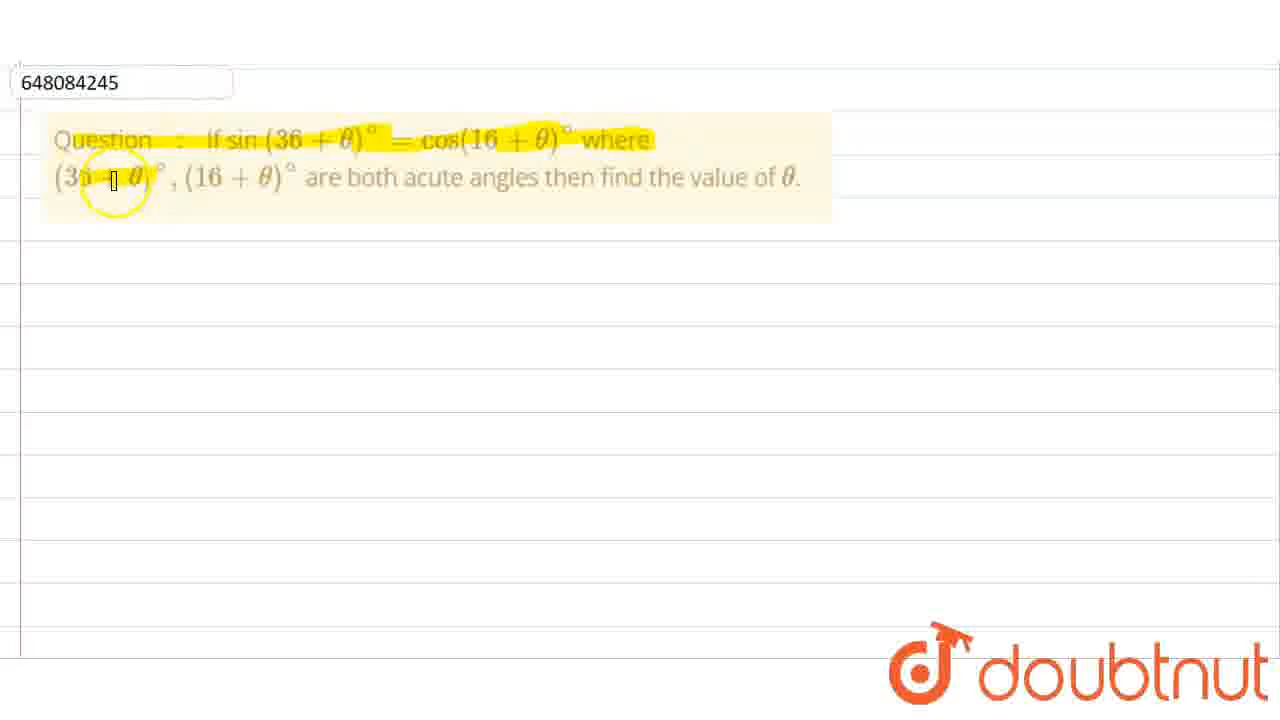 648084245
Question : If sin (36 + θ)° = cos(16 + θ)° where
(36 + θ)°, (16 + θ)° are both acute angles then find the value of θ.
doubtnut